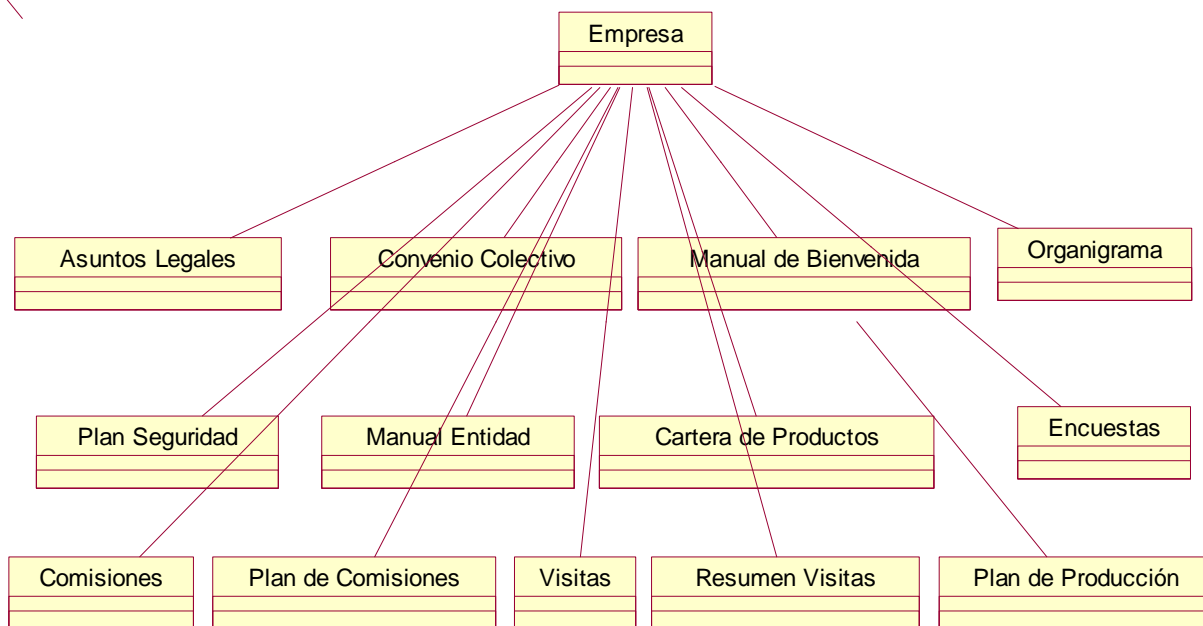 Empresa
Asuntos Legales
Convenio Colectivo
Manual de Bienvenida
Organigrama
Plan Seguridad
Manual Entidad
Cartera de Productos
Encuestas
Comisiones
Plan de Comisiones
Visitas
Resumen Visitas
Plan de Producción